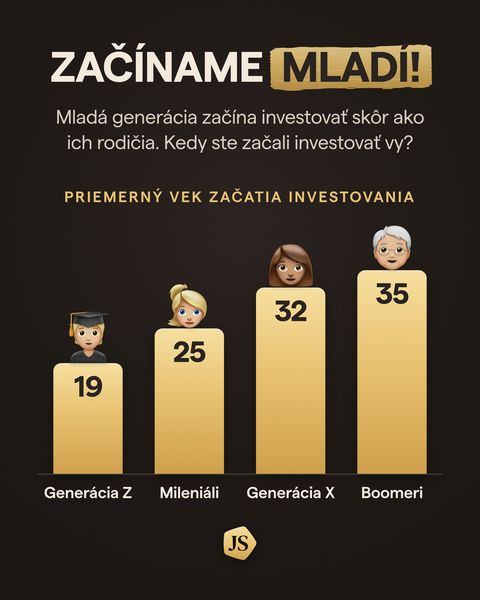 ZAČÍNAME MLADÍ!
Mladá generácia začína investovať skôr ako
ich rodičia. Kedy ste začali investovať vy?
PRIEMERNÝ VEK ZAČATIA INVESTOVANIA
19
25
32
35
Generácia Z
Mileniáli
Generácia X
Boomeri
JS